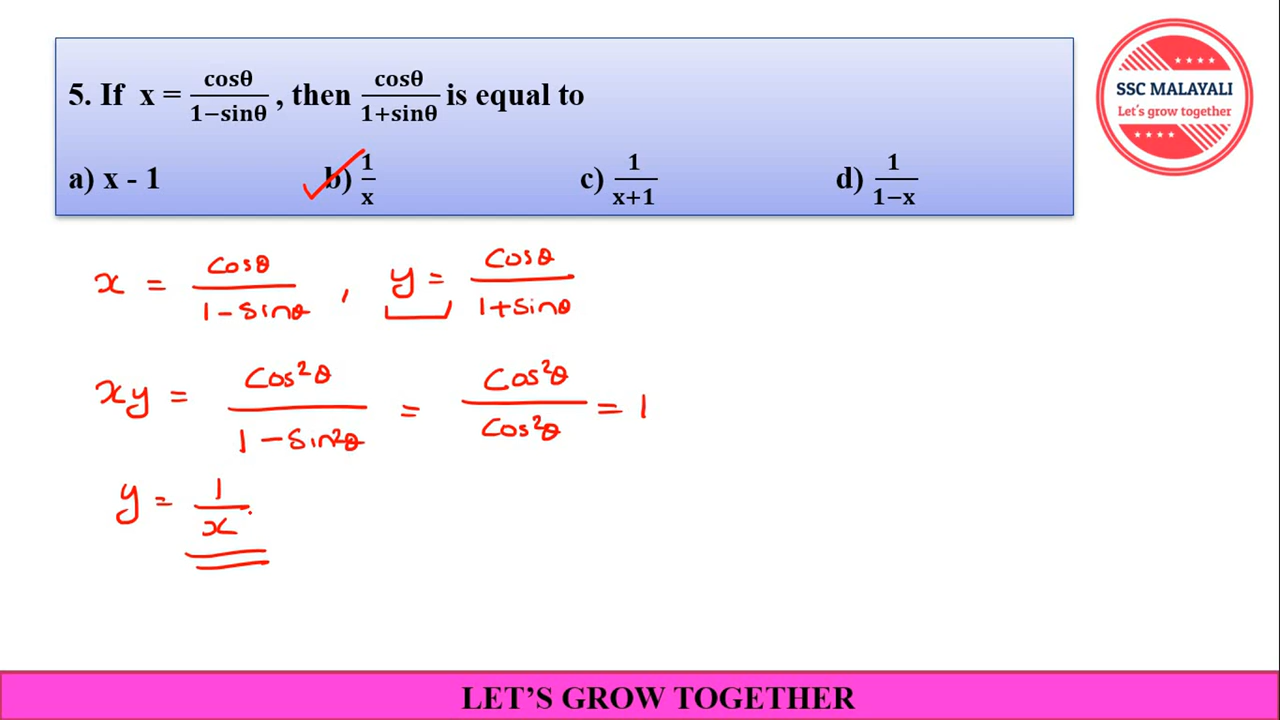 5. If x = cosθ/1−sinθ , then cosθ/1+sinθ is equal to
a) x - 1 b) 1/x c) 1/x+1 d) 1/1−x
SSC MALAYALI
Let's grow together
x = cosθ/1 - sinθ , y = cosθ/1+sinθ
xy = cos²θ/1 - sin²θ = cos²θ/cos²θ = 1
y = 1/x
LET'S GROW TOGETHER